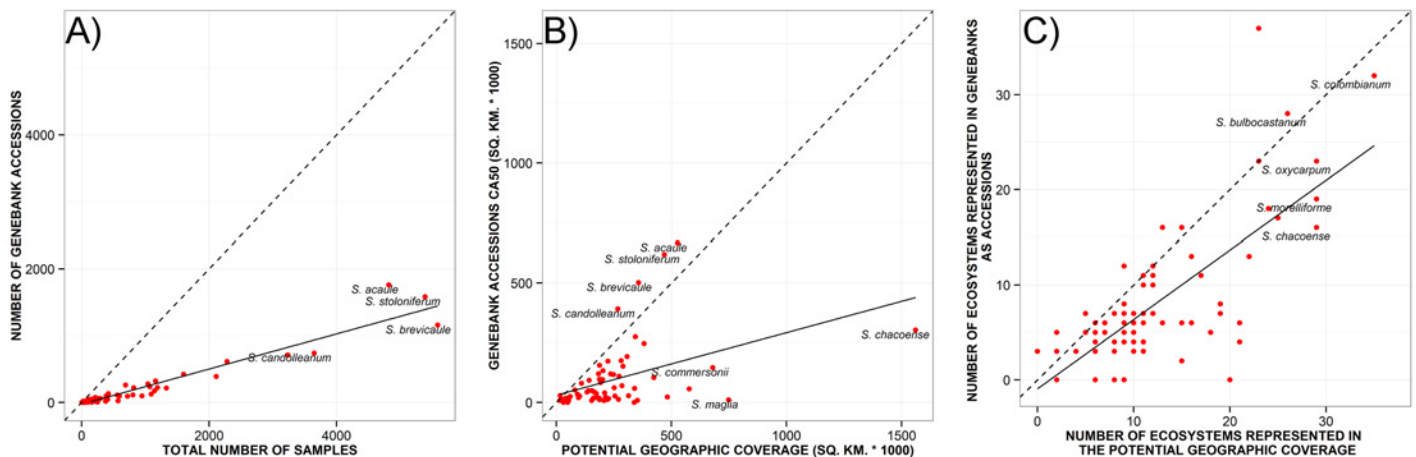 A)
NUMBER OF GENEBANK ACCESSIONS
4000
2000
0
S. acaule
S. stoloniferum
S. brevicaule
S. candolleanum
0 2000 4000
TOTAL NUMBER OF SAMPLES
B)
GENEBANK ACCESSIONS CA50 (SQ. KM. * 1000)
1500
1000
500
0
S. acaule
S. stoloniferum
S. brevicaule
S. candolleanum
S. chacoense
S. commersonii
S. maglia
0 500 1000 1500
POTENTIAL GEOGRAPHIC COVERAGE (SQ. KM. * 1000)
C)
NUMBER OF ECOSYSTEMS REPRESENTED IN GENEBANKS
AS ACCESSIONS
30
20
10
0
S. colombianum
S. bulbocastanum
S. oxycarpum
S. morelliforme
S. chacoense
0 10 20 30
NUMBER OF ECOSYSTEMS REPRESENTED IN
THE POTENTIAL GEOGRAPHIC COVERAGE